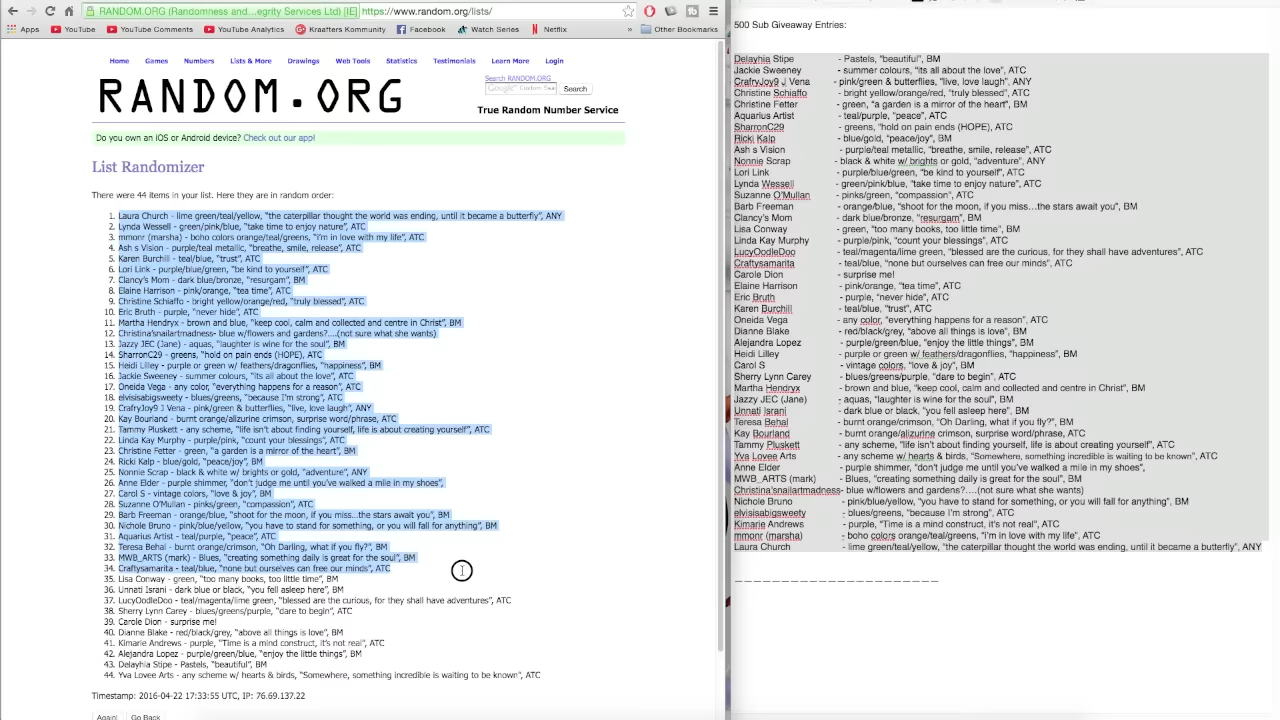 RANDOM.ORG (Randomness and...egrity Services Ltd) [IE] https://www.random.org/lists/
Apps YouTube YouTube Comments YouTube Analytics Kraafters Kommunity Facebook Watch Series Netflix » Other Bookmarks
Home Games Numbers Lists & More Drawings Web Tools Statistics Testimonials Learn More Login
RANDOM.ORG
Search RANDOM.ORG
Google Search
True Random Number Service
Do you own an iOS or Android device? Check out our app!
List Randomizer
There were 44 items in your list. Here they are in random order:
1. Laura Church - lime green/teal/yellow, "the caterpillar thought the world was ending, until it became a butterfly", ANY
2. Lynda Wessell - green/pink/blue, "take time to enjoy nature", ATC
3. mmonr (marsha) - boho colors orange/teal/greens, "i'm in love with my life", ATC
4. Ash s Vision - purple/teal metallic, "breathe, smile, release", ATC
5. Karen Burchill - teal/blue, "trust", ATC
6. Lori Link - purple/blue/green, "be kind to yourself", ATC
7. Clancy's Mom - dark blue/bronze, "resurgam", BM
8. Elaine Harrison - pink/orange, "tea time", ATC
9. Christine Schiaffo - bright yellow/orange/red, "truly blessed", ATC
10. Eric Bruth - purple, "never hide", ATC
11. Martha Hendryx - brown and blue, "keep cool, calm and collected and centre in Christ", BM
12. Christina'snailartmadness- blue w/flowers and gardens?....(not sure what she wants)
13. Jazzy JEC (Jane) - aquas, "laughter is wine for the soul", BM
14. SharronC29 - greens, "hold on pain ends (HOPE), ATC
15. Heidi Lilley - purple or green w/ feathers/dragonflies, "happiness", BM
16. Jackie Sweeney - summer colours, "its all about the love", ATC
17. Oneida Vega - any color, "everything happens for a reason", ATC
18. elvisisabigsweety - blues/greens, "because I'm strong", ATC
19. CrafryJoy9 J Vena - pink/green & butterflies, "live, love laugh", ANY
20. Kay Bourland - burnt orange/alizurine crimson, surprise word/phrase, ATC
21. Tammy Pluskett - any scheme, "life isn't about finding yourself, life is about creating yourself", ATC
22. Linda Kay Murphy - purple/pink, "count your blessings", ATC
23. Christine Fetter - green, "a garden is a mirror of the heart", BM
24. Ricki Kalp - blue/gold, "peace/joy", BM
25. Nonnie Scrap - black & white w/ brights or gold, "adventure", ANY
26. Anne Elder - purple shimmer, "don't judge me until you've walked a mile in my shoes",
27. Carol S - vintage colors, "love & joy", BM
28. Suzanne O'Mullan - pinks/green, "compassion", ATC
29. Barb Freeman - orange/blue, "shoot for the moon, if you miss...the stars await you", BM
30. Nichole Bruno - pink/blue/yellow, "you have to stand for something, or you will fall for anything", BM
31. Aquarius Artist - teal/purple, "peace", ATC
32. Teresa Behal - burnt orange/crimson, "Oh Darling, what if you fly?", BM
33. MWB_ARTS (mark) - Blues, "creating something daily is great for the soul", BM
34. Craftysamarita - teal/blue, "none but ourselves can free our minds", ATC
35. Lisa Conway - green, "too many books, too little time", BM
36. Unnati Israni - dark blue or black, "you fell asleep here", BM
37. LucyOodleDoo - teal/magenta/lime green, "blessed are the curious, for they shall have adventures", ATC
38. Sherry Lynn Carey - blues/greens/purple, "dare to begin", ATC
39. Carole Dion - surprise me!
40. Dianne Blake - red/black/grey, "above all things is love", BM
41. Kimarie Andrews - purple, "Time is a mind construct, it's not real", ATC
42. Alejandra Lopez - purple/green/blue, "enjoy the little things", BM
43. Delayhia Stipe - Pastels, "beautiful", BM
44. Yva Lovee Arts - any scheme w/ hearts & birds, "Somewhere, something incredible is waiting to be known", ATC
Timestamp: 2016-04-22 17:33:55 UTC, IP: 76.69.137.22
Again! Go Back
500 Sub Giveaway Entries:
Delayhia Stipe - Pastels, "beautiful", BM
Jackie Sweeney - summer colours, "its all about the love", ATC
CrafryJoy9 J Vena - pink/green & butterflies, "live, love laugh", ANY
Christine Schiaffo - bright yellow/orange/red, "truly blessed", ATC
Christine Fetter - green, "a garden is a mirror of the heart", BM
Aquarius Artist - teal/purple, "peace", ATC
SharronC29 - greens, "hold on pain ends (HOPE), ATC
Ricki Kalp - blue/gold, "peace/joy", BM
Ash s Vision - purple/teal metallic, "breathe, smile, release", ATC
Nonnie Scrap - black & white w/ brights or gold, "adventure", ANY
Lori Link - purple/blue/green, "be kind to yourself", ATC
Lynda Wessell - green/pink/blue, "take time to enjoy nature", ATC
Suzanne O'Mullan - pinks/green, "compassion", ATC
Barb Freeman - orange/blue, "shoot for the moon, if you miss...the stars await you", BM
Clancy's Mom - dark blue/bronze, "resurgam", BM
Lisa Conway - green, "too many books, too little time", BM
Linda Kay Murphy - purple/pink, "count your blessings", ATC
LucyOodleDoo - teal/magenta/lime green, "blessed are the curious, for they shall have adventures", ATC
Craftysamarita - teal/blue, "none but ourselves can free our minds", ATC
Carole Dion - surprise me!
Elaine Harrison - pink/orange, "tea time", ATC
Eric Bruth - purple, "never hide", ATC
Karen Burchill - teal/blue, "trust", ATC
Oneida Vega - any color, "everything happens for a reason", ATC
Dianne Blake - red/black/grey, "above all things is love", BM
Alejandra Lopez - purple/green/blue, "enjoy the little things", BM
Heidi Lilley - purple or green w/ feathers/dragonflies, "happiness", BM
Carol S - vintage colors, "love & joy", BM
Sherry Lynn Carey - blues/greens/purple, "dare to begin", ATC
Martha Hendryx - brown and blue, "keep cool, calm and collected and centre in Christ", BM
Jazzy JEC (Jane) - aquas, "laughter is wine for the soul", BM
Unnati Israni - dark blue or black, "you fell asleep here", BM
Teresa Behal - burnt orange/crimson, "Oh Darling, what if you fly?", BM
Kay Bourland - burnt orange/alizurine crimson, surprise word/phrase, ATC
Tammy Pluskett - any scheme, "life isn't about finding yourself, life is about creating yourself", ATC
Yva Lovee Arts - any scheme w/ hearts & birds, "Somewhere, something incredible is waiting to be known", ATC
Anne Elder - purple shimmer, "don't judge me until you've walked a mile in my shoes",
MWB_ARTS (mark) - Blues, "creating something daily is great for the soul", BM
Christina'snailartmadness- blue w/flowers and gardens?....(not sure what she wants)
Nichole Bruno - pink/blue/yellow, "you have to stand for something, or you will fall for anything", BM
elvisisabigsweety - blues/greens, "because I'm strong", ATC
Kimarie Andrews - purple, "Time is a mind construct, it's not real", ATC
mmonr (marsha) - boho colors orange/teal/greens, "i'm in love with my life", ATC
Laura Church - lime green/teal/yellow, "the caterpillar thought the world was ending, until it became a butterfly", ANY